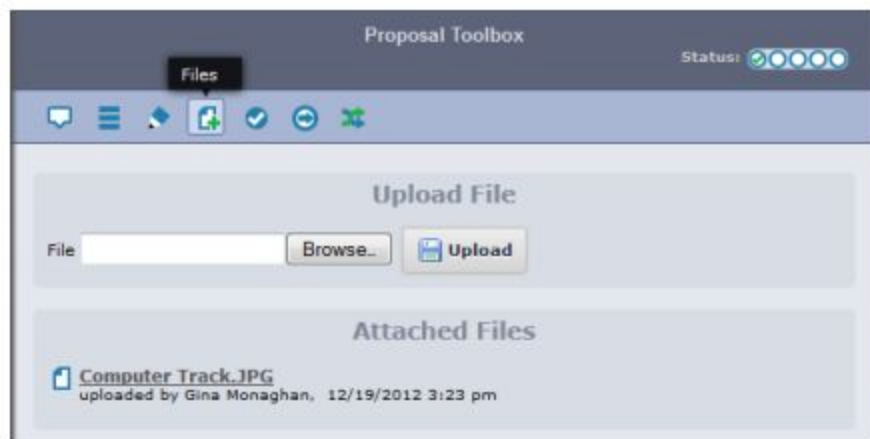 Proposal Toolbox
Status:
Files
Upload File
File Browse.. Upload
Attached Files
Computer Track.JPG
uploaded by Gina Monaghan, 12/19/2012 3:23 pm